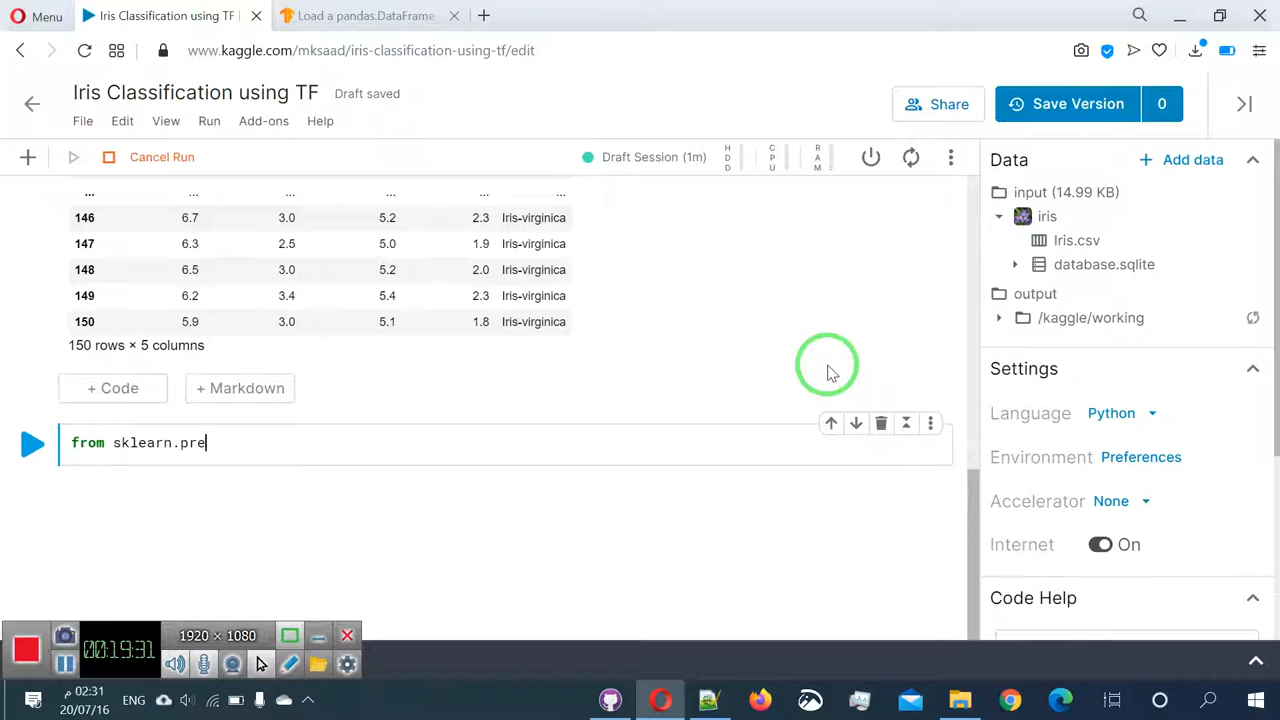 Menu
Iris Classification using TF
Load a pandas.DataFrame
www.kaggle.com/mksaad/iris-classification-using-tf/edit
Iris Classification using TF
Draft saved
File Edit View Run Add-ons Help
Share
Save Version 0
Cancel Run
Draft Session (1m)
HDD
CPU
RAM
... ... ... ... ... ...
146 6.7 3.0 5.2 2.3 Iris-virginica
147 6.3 2.5 5.0 1.9 Iris-virginica
148 6.5 3.0 5.2 2.0 Iris-virginica
149 6.2 3.4 5.4 2.3 Iris-virginica
150 5.9 3.0 5.1 1.8 Iris-virginica
150 rows × 5 columns
+ Code + Markdown
from sklearn.pre
Data
+ Add data
input (14.99 KB)
iris
Iris.csv
database.sqlite
output
/kaggle/working
Settings
Language Python
Environment Preferences
Accelerator None
Internet On
Code Help
00:19:31
1920 × 1080
02:31 م
20/07/16
ENG